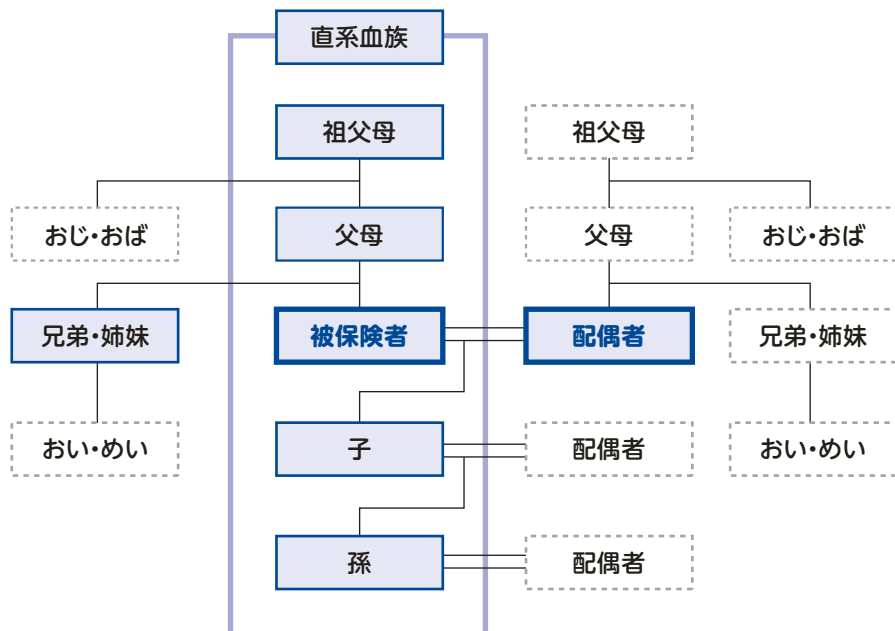 直系血族
祖父母
祖父母
おじ・おば
父母
父母
おじ・おば
兄弟・姉妹
被保険者
配偶者
兄弟・姉妹
おい・めい
子
配偶者
おい・めい
孫
配偶者